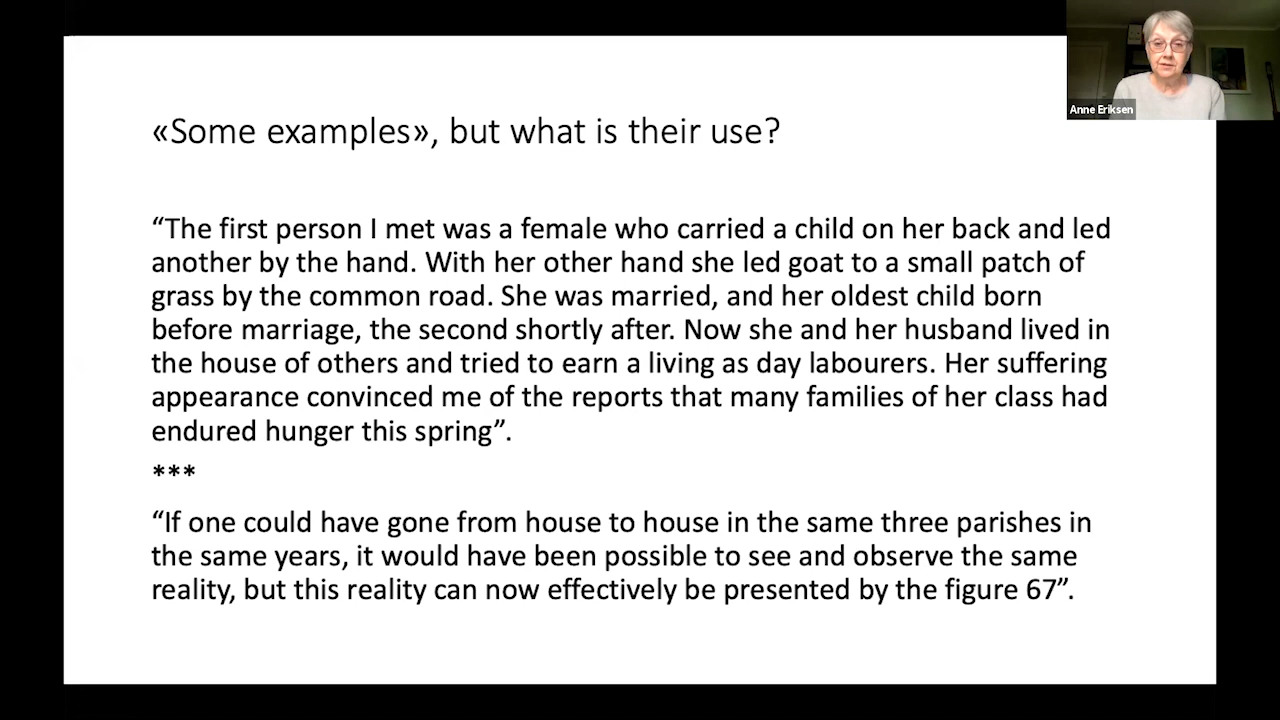 Anne Eriksen
«Some examples», but what is their use?
“The first person I met was a female who carried a child on her back and led
another by the hand. With her other hand she led goat to a small patch of
grass by the common road. She was married, and her oldest child born
before marriage, the second shortly after. Now she and her husband lived in
the house of others and tried to earn a living as day labourers. Her suffering
appearance convinced me of the reports that many families of her class had
endured hunger this spring”.
***
“If one could have gone from house to house in the same three parishes in
the same years, it would have been possible to see and observe the same
reality, but this reality can now effectively be presented by the figure 67”.